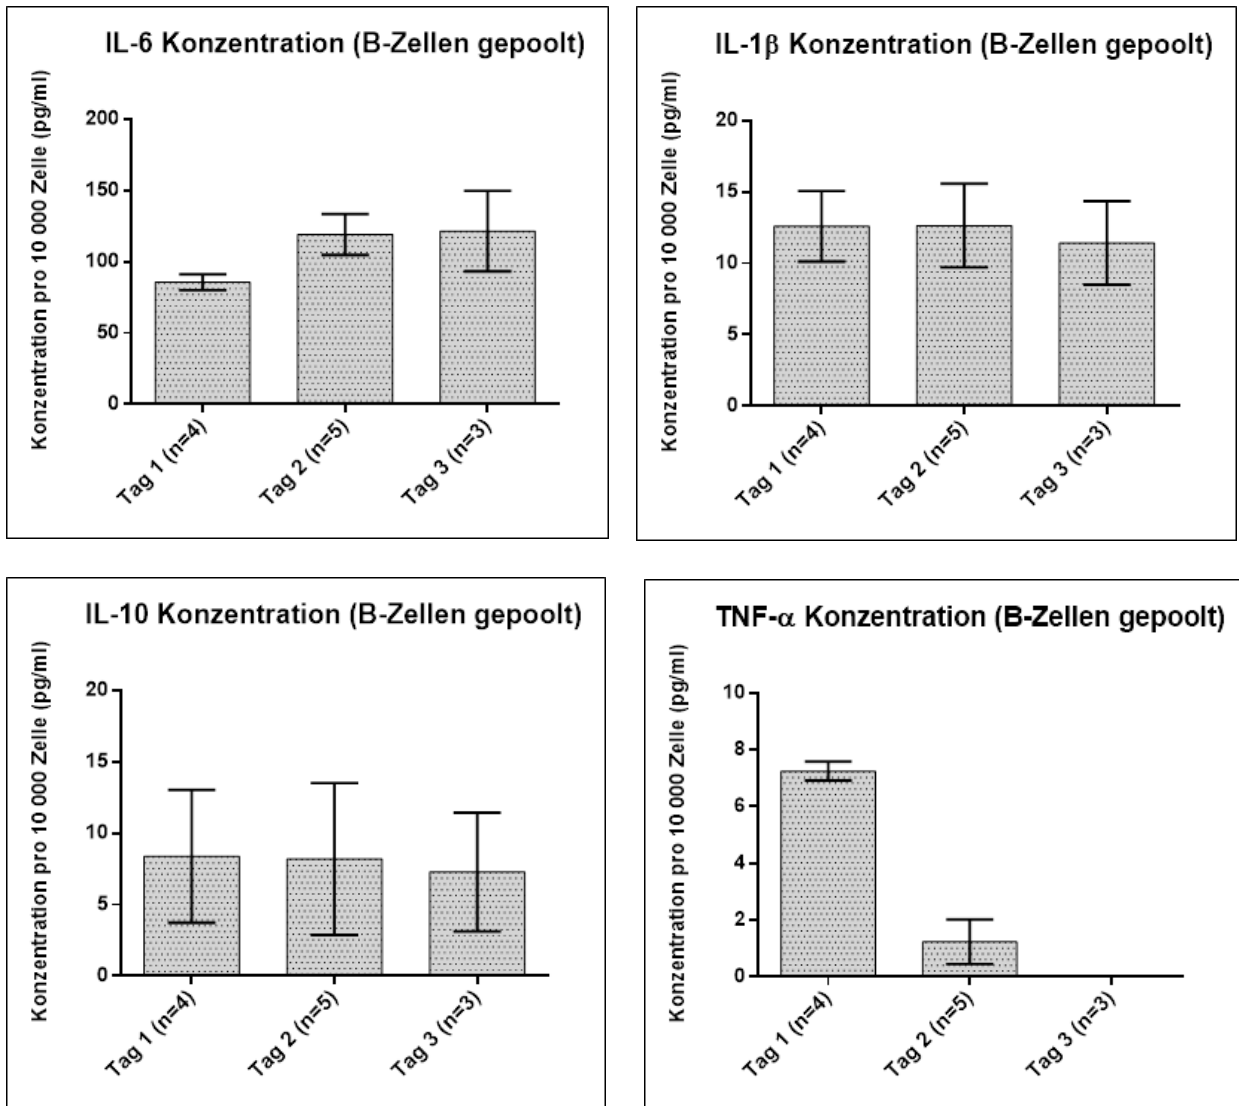 IL-6 Konzentration (B-Zellen gepoolt)
Konzentration pro 10 000 Zelle (pg/ml)
200
150
100
50
0
Tag 1 (n=4)
Tag 2 (n=5)
Tag 3 (n=3)
IL-1β Konzentration (B-Zellen gepoolt)
Konzentration pro 10 000 Zelle (pg/ml)
20
15
10
5
0
Tag 1 (n=4)
Tag 2 (n=5)
Tag 3 (n=3)
IL-10 Konzentration (B-Zellen gepoolt)
Konzentration pro 10 000 Zelle (pg/ml)
20
15
10
5
0
Tag 1 (n=4)
Tag 2 (n=5)
Tag 3 (n=3)
TNF-α Konzentration (B-Zellen gepoolt)
Konzentration pro 10 000 Zelle (pg/ml)
10
8
6
4
2
0
Tag 1 (n=4)
Tag 2 (n=5)
Tag 3 (n=3)